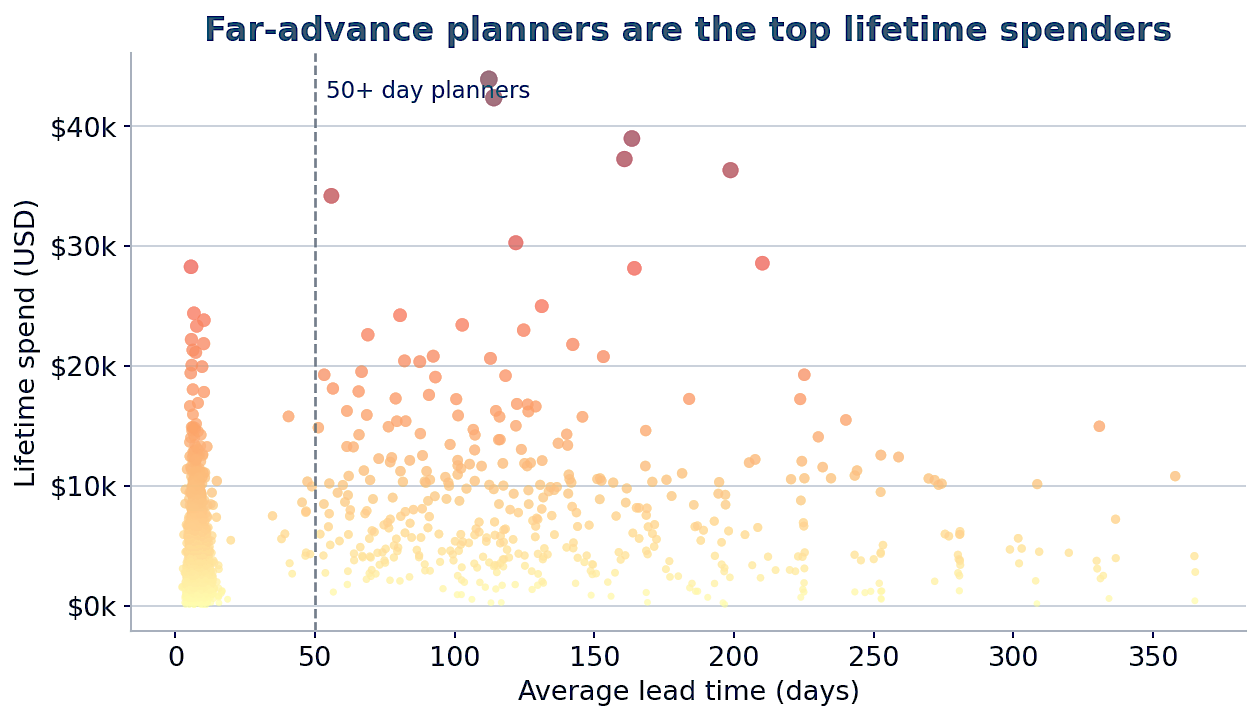 Far-advance planners are the top lifetime spenders
50+ day planners
$40k
$30k
$20k
$10k
$0k
Lifetime spend (USD)
0 50 100 150 200 250 300 350
Average lead time (days)